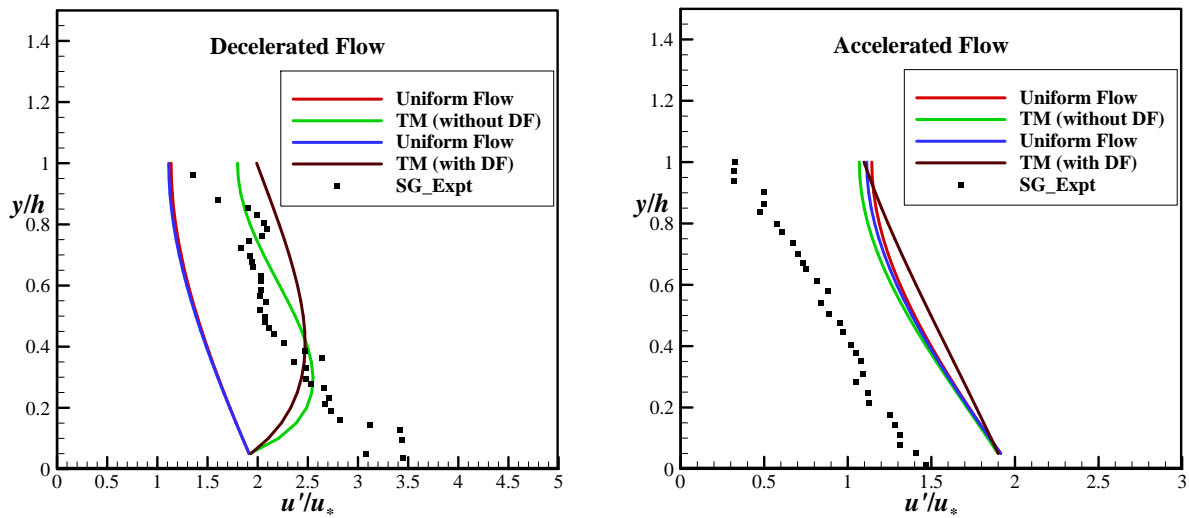 Decelerated Flow
Uniform Flow
TM (without DF)
Uniform Flow
TM (with DF)
SG_Expt
y/h
1.4
1.2
1
0.8
0.6
0.4
0.2
0
0 0.5 1 1.5 2 2.5 3 3.5 4 4.5 5
u'/u*
Accelerated Flow
Uniform Flow
TM (without DF)
Uniform Flow
TM (with DF)
SG_Expt
y/h
1.4
1.2
1
0.8
0.6
0.4
0.2
0
0 0.5 1 1.5 2 2.5 3
u'/u*